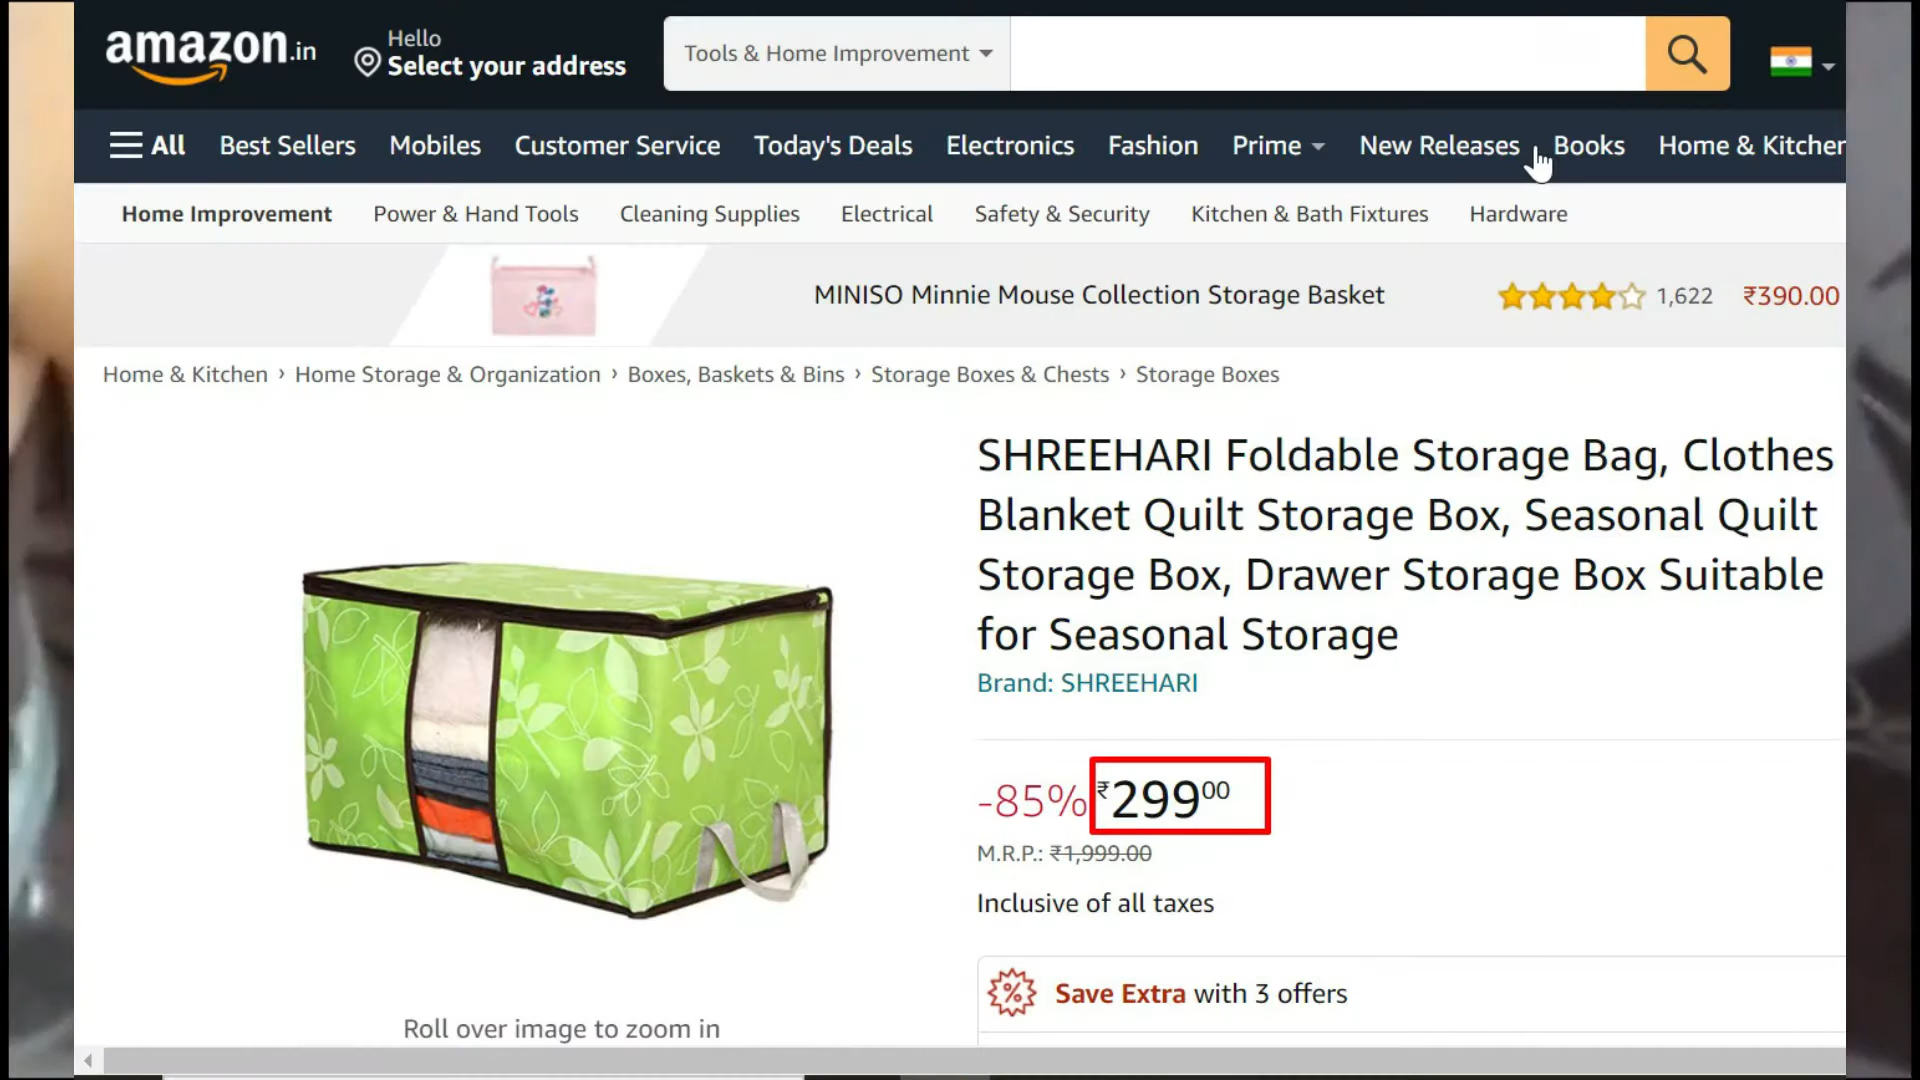 amazon.in
Hello
Select your address
Tools & Home Improvement
All
Best Sellers
Mobiles
Customer Service
Today's Deals
Electronics
Fashion
Prime
New Releases
Books
Home & Kitchen
Home Improvement
Power & Hand Tools
Cleaning Supplies
Electrical
Safety & Security
Kitchen & Bath Fixtures
Hardware
MINISO Minnie Mouse Collection Storage Basket
1,622
₹390.00
Home & Kitchen › Home Storage & Organization › Boxes, Baskets & Bins › Storage Boxes & Chests › Storage Boxes
SHREEHARI Foldable Storage Bag, Clothes
Blanket Quilt Storage Box, Seasonal Quilt
Storage Box, Drawer Storage Box Suitable
for Seasonal Storage
Brand: SHREEHARI
-85% ₹29900
M.R.P.: ₹1,999.00
Inclusive of all taxes
Save Extra with 3 offers
Roll over image to zoom in